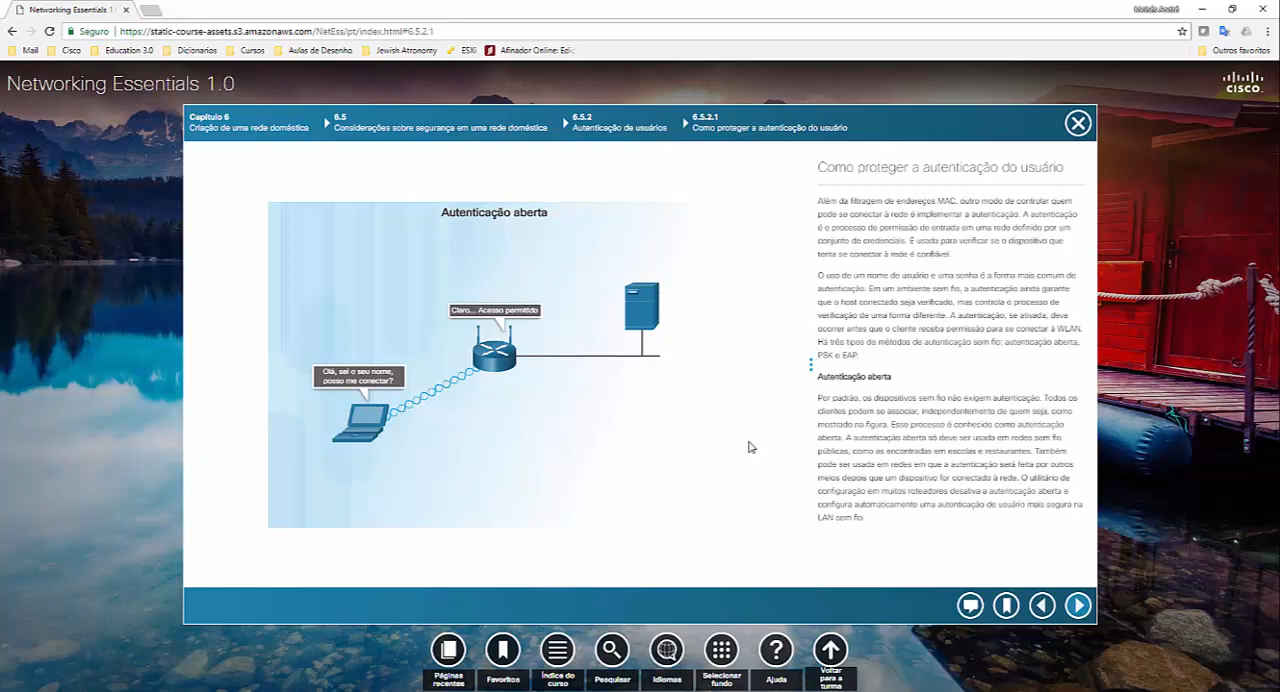 Networking Essentials 1.
Moisés André
Seguro
https://static-course-assets.s3.amazonaws.com/NetEss/pt/index.html#6.5.2.1
Mail
Cisco
Education 3.0
Dicionarios
Cursos
Aulas de Desenho
Jewish Atronomy
ESXi
Afinador Online: Edic
Outros favoritos
Networking Essentials 1.0
CISCO.
Capítulo 6
Criação de uma rede doméstica
6.5
Considerações sobre segurança em uma rede doméstica
6.5.2
Autenticação de usuários
6.5.2.1
Como proteger a autenticação do usuário
Autenticação aberta
Claro... Acesso permitido
Olá, sei o seu nome,
posso me conectar?
Como proteger a autenticação do usuário
Além da filtragem de endereços MAC, outro modo de controlar quem
pode se conectar à rede é implementar a autenticação. A autenticação
é o processo de permissão de entrada em uma rede definido por um
conjunto de credenciais. É usada para verificar se o dispositivo que
tenta se conectar à rede é confiável.
O uso de um nome de usuário e uma senha é a forma mais comum de
autenticação. Em um ambiente sem fio, a autenticação ainda garante
que o host conectado seja verificado, mas controla o processo de
verificação de uma forma diferente. A autenticação, se ativada, deve
ocorrer antes que o cliente receba permissão para se conectar à WLAN.
Há três tipos de métodos de autenticação sem fio: autenticação aberta,
PSK e EAP.
Autenticação aberta
Por padrão, os dispositivos sem fio não exigem autenticação. Todos os
clientes podem se associar, independentemente de quem seja, como
mostrado na figura. Esse processo é conhecido como autenticação
aberta. A autenticação aberta só deve ser usada em redes sem fio
públicas, como as encontradas em escolas e restaurantes. Também
pode ser usada em redes em que a autenticação será feita por outros
meios depois que um dispositivo for conectado à rede. O utilitário de
configuração em muitos roteadores desativa a autenticação aberta e
configura automaticamente uma autenticação de usuário mais segura na
LAN sem fio.
Páginas
recentes
Favoritos
Índice do
curso
Pesquisar
Idiomas
Selecionar
fundo
?
Ajuda
Voltar
para a
turma